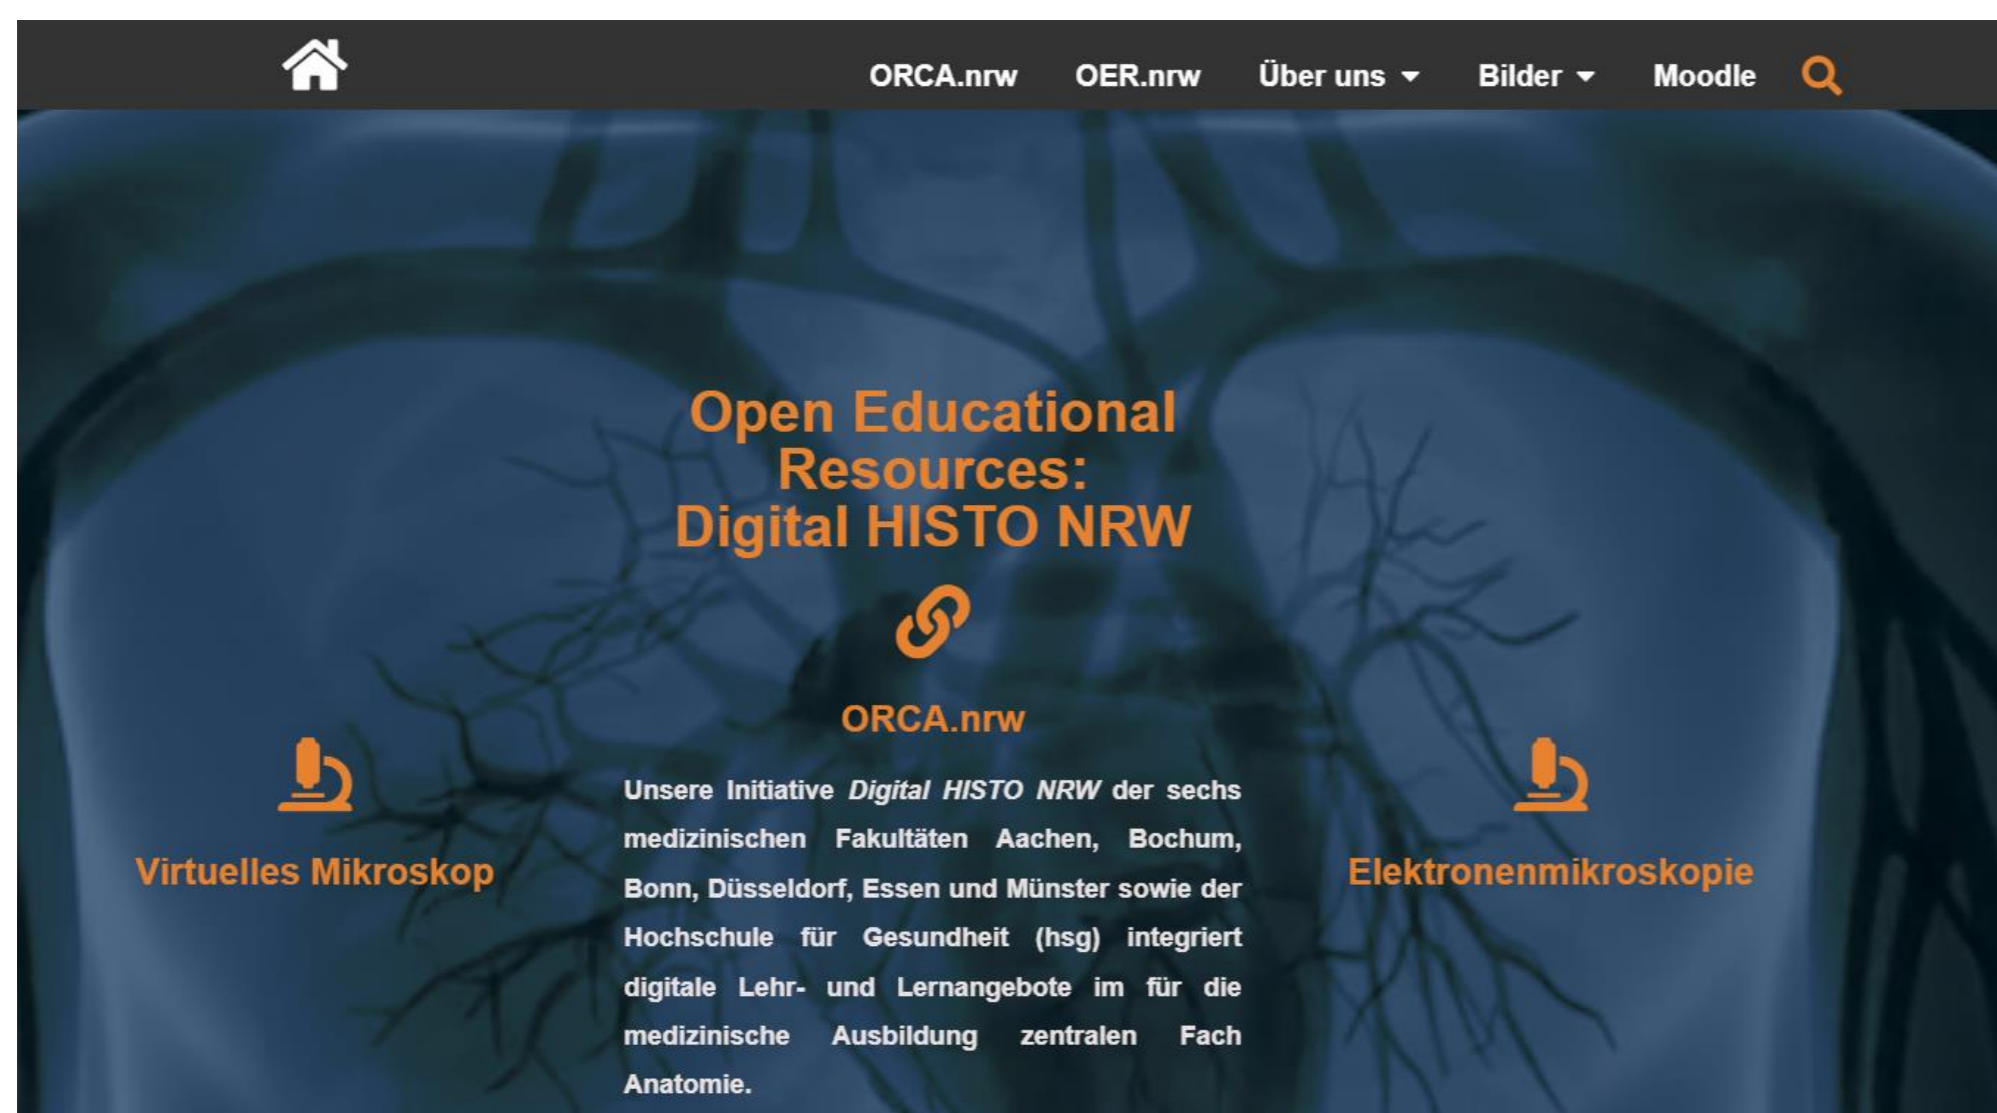 ORCA.nrw OER.nrw Über uns Bilder Moodle
Open Educational
Resources:
Digital HISTO NRW
ORCA.nrw
Virtuelles Mikroskop
Unsere Initiative Digital HISTO NRW der sechs
medizinischen Fakultäten Aachen, Bochum,
Bonn, Düsseldorf, Essen und Münster sowie der
Hochschule für Gesundheit (hsg) integriert
digitale Lehr- und Lernangebote im für die
medizinische Ausbildung zentralen Fach
Anatomie.
Elektronenmikroskopie